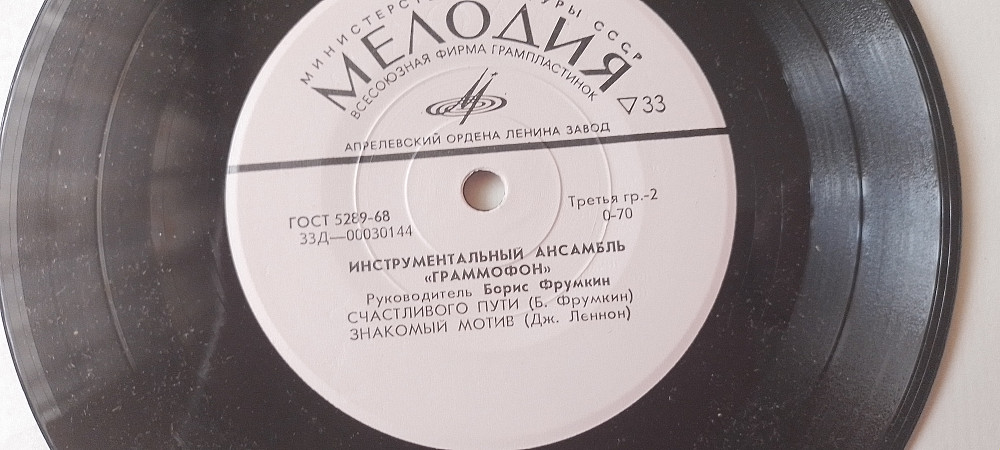 СССР
МЕЛОДИЯ
ВСЕСОЮЗНАЯ ФИРМА ГРАМПЛАСТИНОК
▽33
АПРЕЛЕВСКИЙ ОРДЕНА ЛЕНИНА ЗАВОД
ГОСТ 5289-68
33Д—00030144
Третья гр.-2
0-70
ИНСТРУМЕНТАЛЬНЫЙ АНСАМБЛЬ
«ГРАММОФОН»
Руководитель Борис Фрумкин
СЧАСТЛИВОГО ПУТИ (Б. Фрумкин)
ЗНАКОМЫЙ МОТИВ (Дж. Леннон)